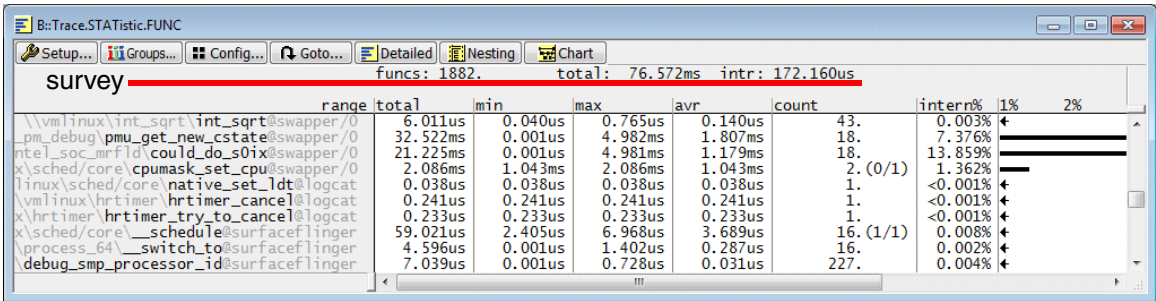 B::Trace.STATistic.FUNC
Setup... Groups... Config... Goto... Detailed Nesting Chart
survey funcs: 1882. total: 76.572ms intr: 172.160us
range total min max avr count intern% 1% 2%
\\vmlinux\int_sqrt\int_sqrt@swapper/0 6.011us 0.040us 0.765us 0.140us 43. 0.003%
_pm_debug\pmu_get_new_cstate@swapper/0 32.522ms 0.001us 4.982ms 1.807ms 18. 7.376%
ntel_soc_mrfld\could_do_s0ix@swapper/0 21.225ms 0.001us 4.981ms 1.179ms 18. 13.859%
x\sched/core\cpumask_set_cpu@swapper/0 2.086ms 1.043ms 2.086ms 1.043ms 2. (0/1) 1.362%
linux\sched/core\native_set_ldt@logcat 0.038us 0.038us 0.038us 0.038us 1. <0.001%
\vmlinux\hrtimer\hrtimer_cancel@logcat 0.241us 0.241us 0.241us 0.241us 1. <0.001%
x\hrtimer\hrtimer_try_to_cancel@logcat 0.233us 0.233us 0.233us 0.233us 1. <0.001%
x\sched/core\__schedule@surfaceflinger 59.021us 2.405us 6.968us 3.689us 16. (1/1) 0.008%
\process_64\__switch_to@surfaceflinger 4.596us 0.001us 1.402us 0.287us 16. 0.002%
\debug_smp_processor_id@surfaceflinger 7.039us 0.001us 0.728us 0.031us 227. 0.004%